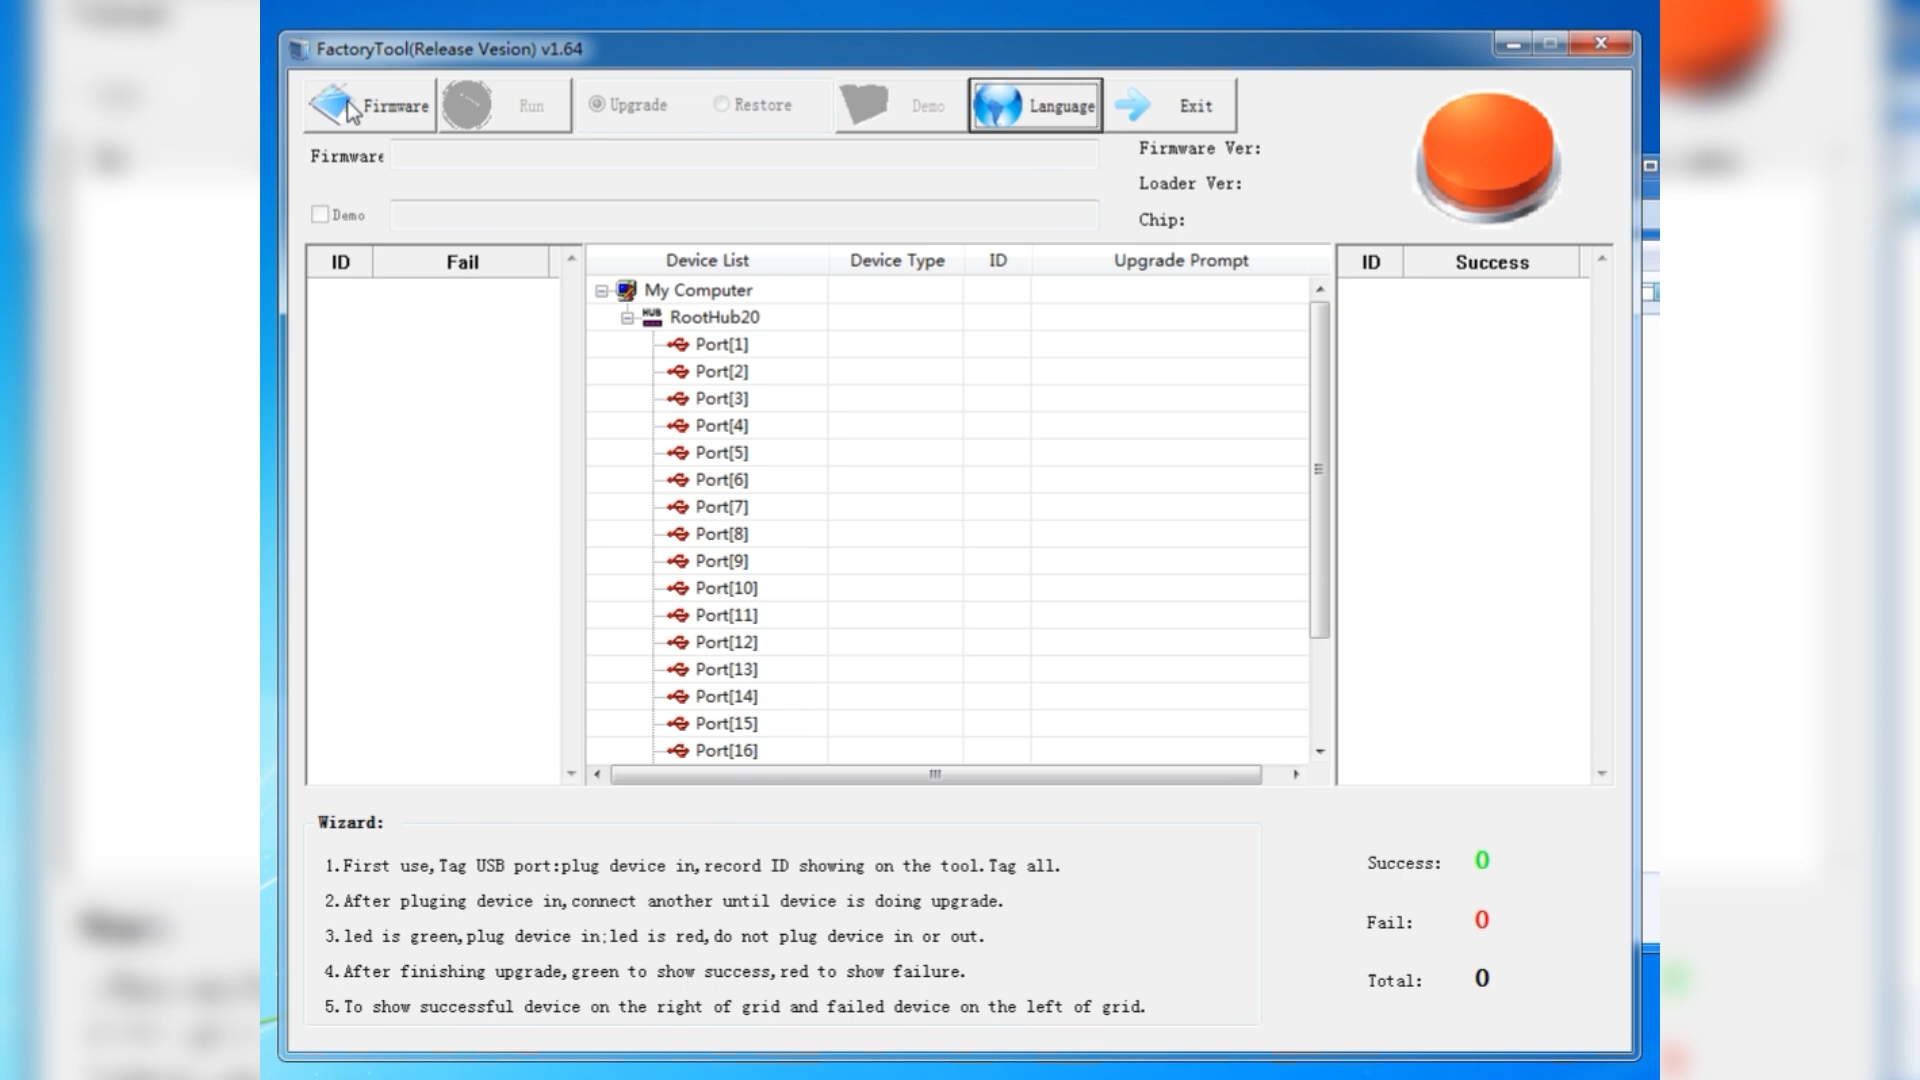 FactoryTool(Release Vesion) v1.64
Firmware
Run
Upgrade
Restore
Demo
Language
Exit
Firmware
Firmware Ver:
Loader Ver:
Demo
Chip:
ID
Fail
Device List
Device Type
ID
Upgrade Prompt
ID
Success
My Computer
HUB
RootHub20
Port[1]
Port[2]
Port[3]
Port[4]
Port[5]
Port[6]
Port[7]
Port[8]
Port[9]
Port[10]
Port[11]
Port[12]
Port[13]
Port[14]
Port[15]
Port[16]
Wizard:
1.First use,Tag USB port:plug device in,record ID showing on the tool.Tag all.
2.After pluging device in,connect another until device is doing upgrade.
3.led is green,plug device in;led is red,do not plug device in or out.
4.After finishing upgrade,green to show success,red to show failure.
5.To show successful device on the right of grid and failed device on the left of grid.
Success: 0
Fail: 0
Total: 0